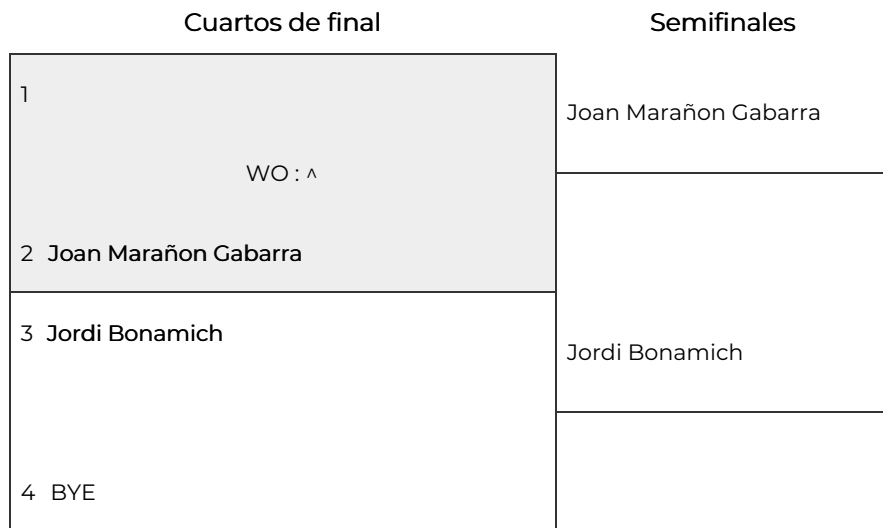 Cuartos de final
Semifinales
1
Joan Marañon Gabarra
WO : ^
2 Joan Marañon Gabarra
3 Jordi Bonamich
Jordi Bonamich
4 BYE